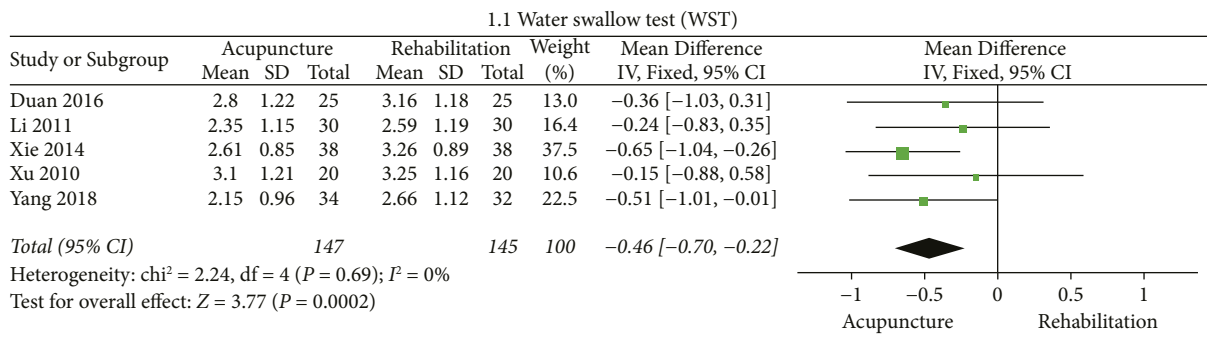 1.1 Water swallow test (WST)
Study or Subgroup Acupuncture Rehabilitation Weight Mean Difference Mean Difference
Mean SD Total Mean SD Total (%) IV, Fixed, 95% CI IV, Fixed, 95% CI
Duan 2016 2.8 1.22 25 3.16 1.18 25 13.0 −0.36 [−1.03, 0.31]
Li 2011 2.35 1.15 30 2.59 1.19 30 16.4 −0.24 [−0.83, 0.35]
Xie 2014 2.61 0.85 38 3.26 0.89 38 37.5 −0.65 [−1.04, −0.26]
Xu 2010 3.1 1.21 20 3.25 1.16 20 10.6 −0.15 [−0.88, 0.58]
Yang 2018 2.15 0.96 34 2.66 1.12 32 22.5 −0.51 [−1.01, −0.01]
Total (95% CI) 147 145 100 −0.46 [−0.70, −0.22]
Heterogeneity: chi² = 2.24, df = 4 (P = 0.69); I² = 0%
Test for overall effect: Z = 3.77 (P = 0.0002)
−1 −0.5 0 0.5 1
Acupuncture Rehabilitation